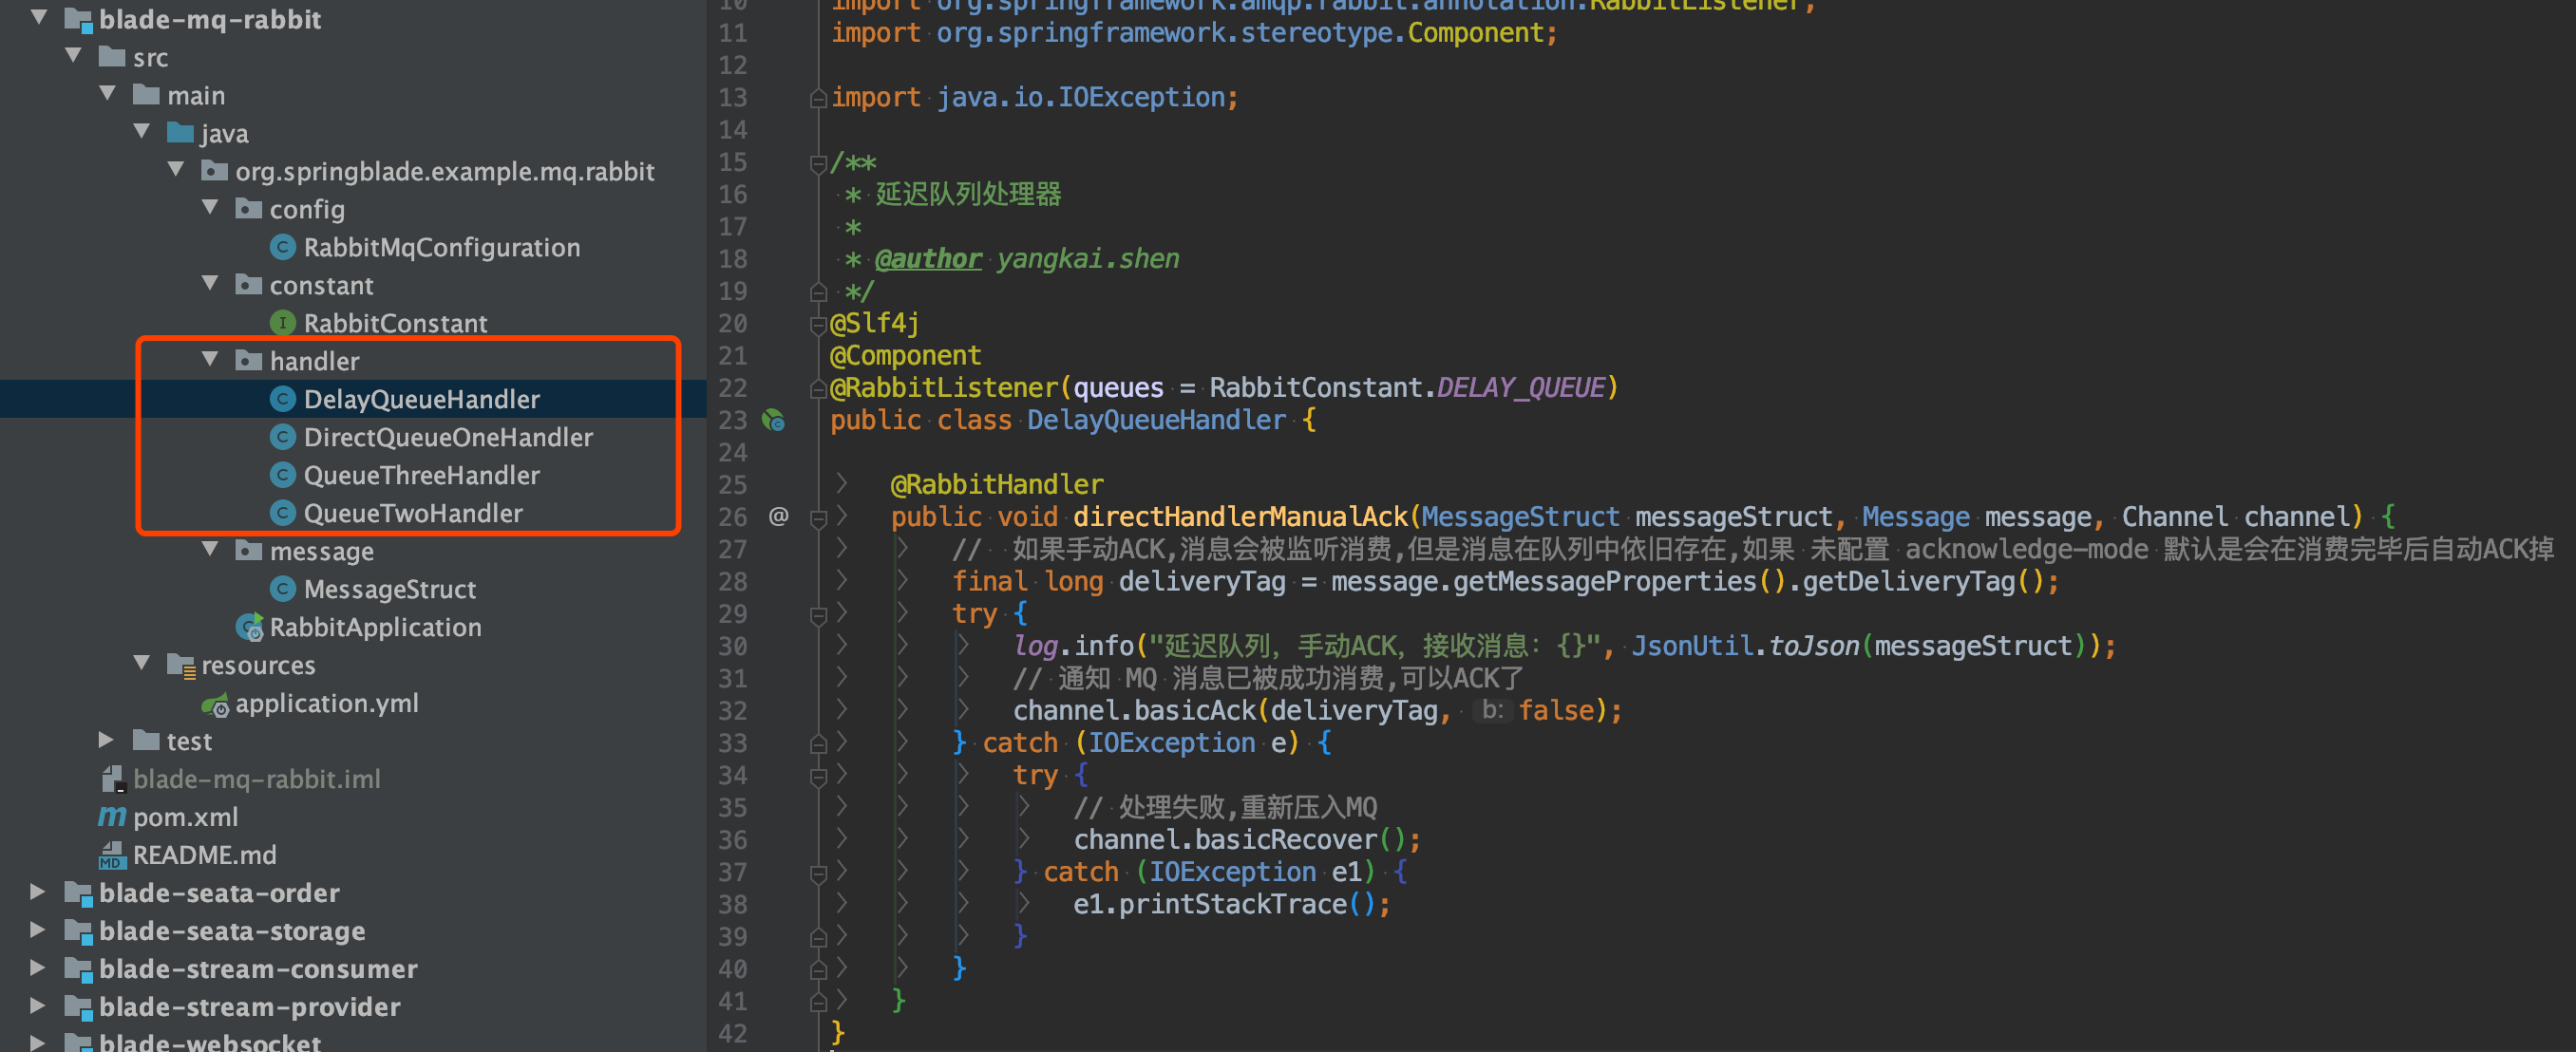 blade-mq-rabbit
src
main
java
org.springblade.example.mq.rabbit
config
RabbitMqConfiguration
constant
RabbitConstant
handler
DelayQueueHandler
DirectQueueOneHandler
QueueThreeHandler
QueueTwoHandler
message
MessageStruct
RabbitApplication
resources
application.yml
test
blade-mq-rabbit.iml
pom.xml
README.md
blade-seata-order
blade-seata-storage
blade-stream-consumer
blade-stream-provider
blade-websocket
10 import org.springframework.amqp.rabbit.annotation.RabbitListener;
11 import org.springframework.stereotype.Component;
12
13 import java.io.IOException;
14
15 /**
16 * 延迟队列处理器
17 *
18 * @author yangkai.shen
19 */
20 @Slf4j
21 @Component
22 @RabbitListener(queues = RabbitConstant.DELAY_QUEUE)
23 public class DelayQueueHandler {
24
25 @RabbitHandler
26 public void directHandlerManualAck(MessageStruct messageStruct, Message message, Channel channel) {
27 // 如果手动ACK,消息会被监听消费,但是消息在队列中依旧存在,如果 未配置 acknowledge-mode 默认是会在消费完毕后自动ACK掉
28 final long deliveryTag = message.getMessageProperties().getDeliveryTag();
29 try {
30 log.info("延迟队列，手动ACK，接收消息：{}", JsonUtil.toJson(messageStruct));
31 // 通知 MQ 消息已被成功消费,可以ACK了
32 channel.basicAck(deliveryTag, b: false);
33 } catch (IOException e) {
34 try {
35 // 处理失败,重新压入MQ
36 channel.basicRecover();
37 } catch (IOException e1) {
38 e1.printStackTrace();
39 }
40 }
41 }
42 }